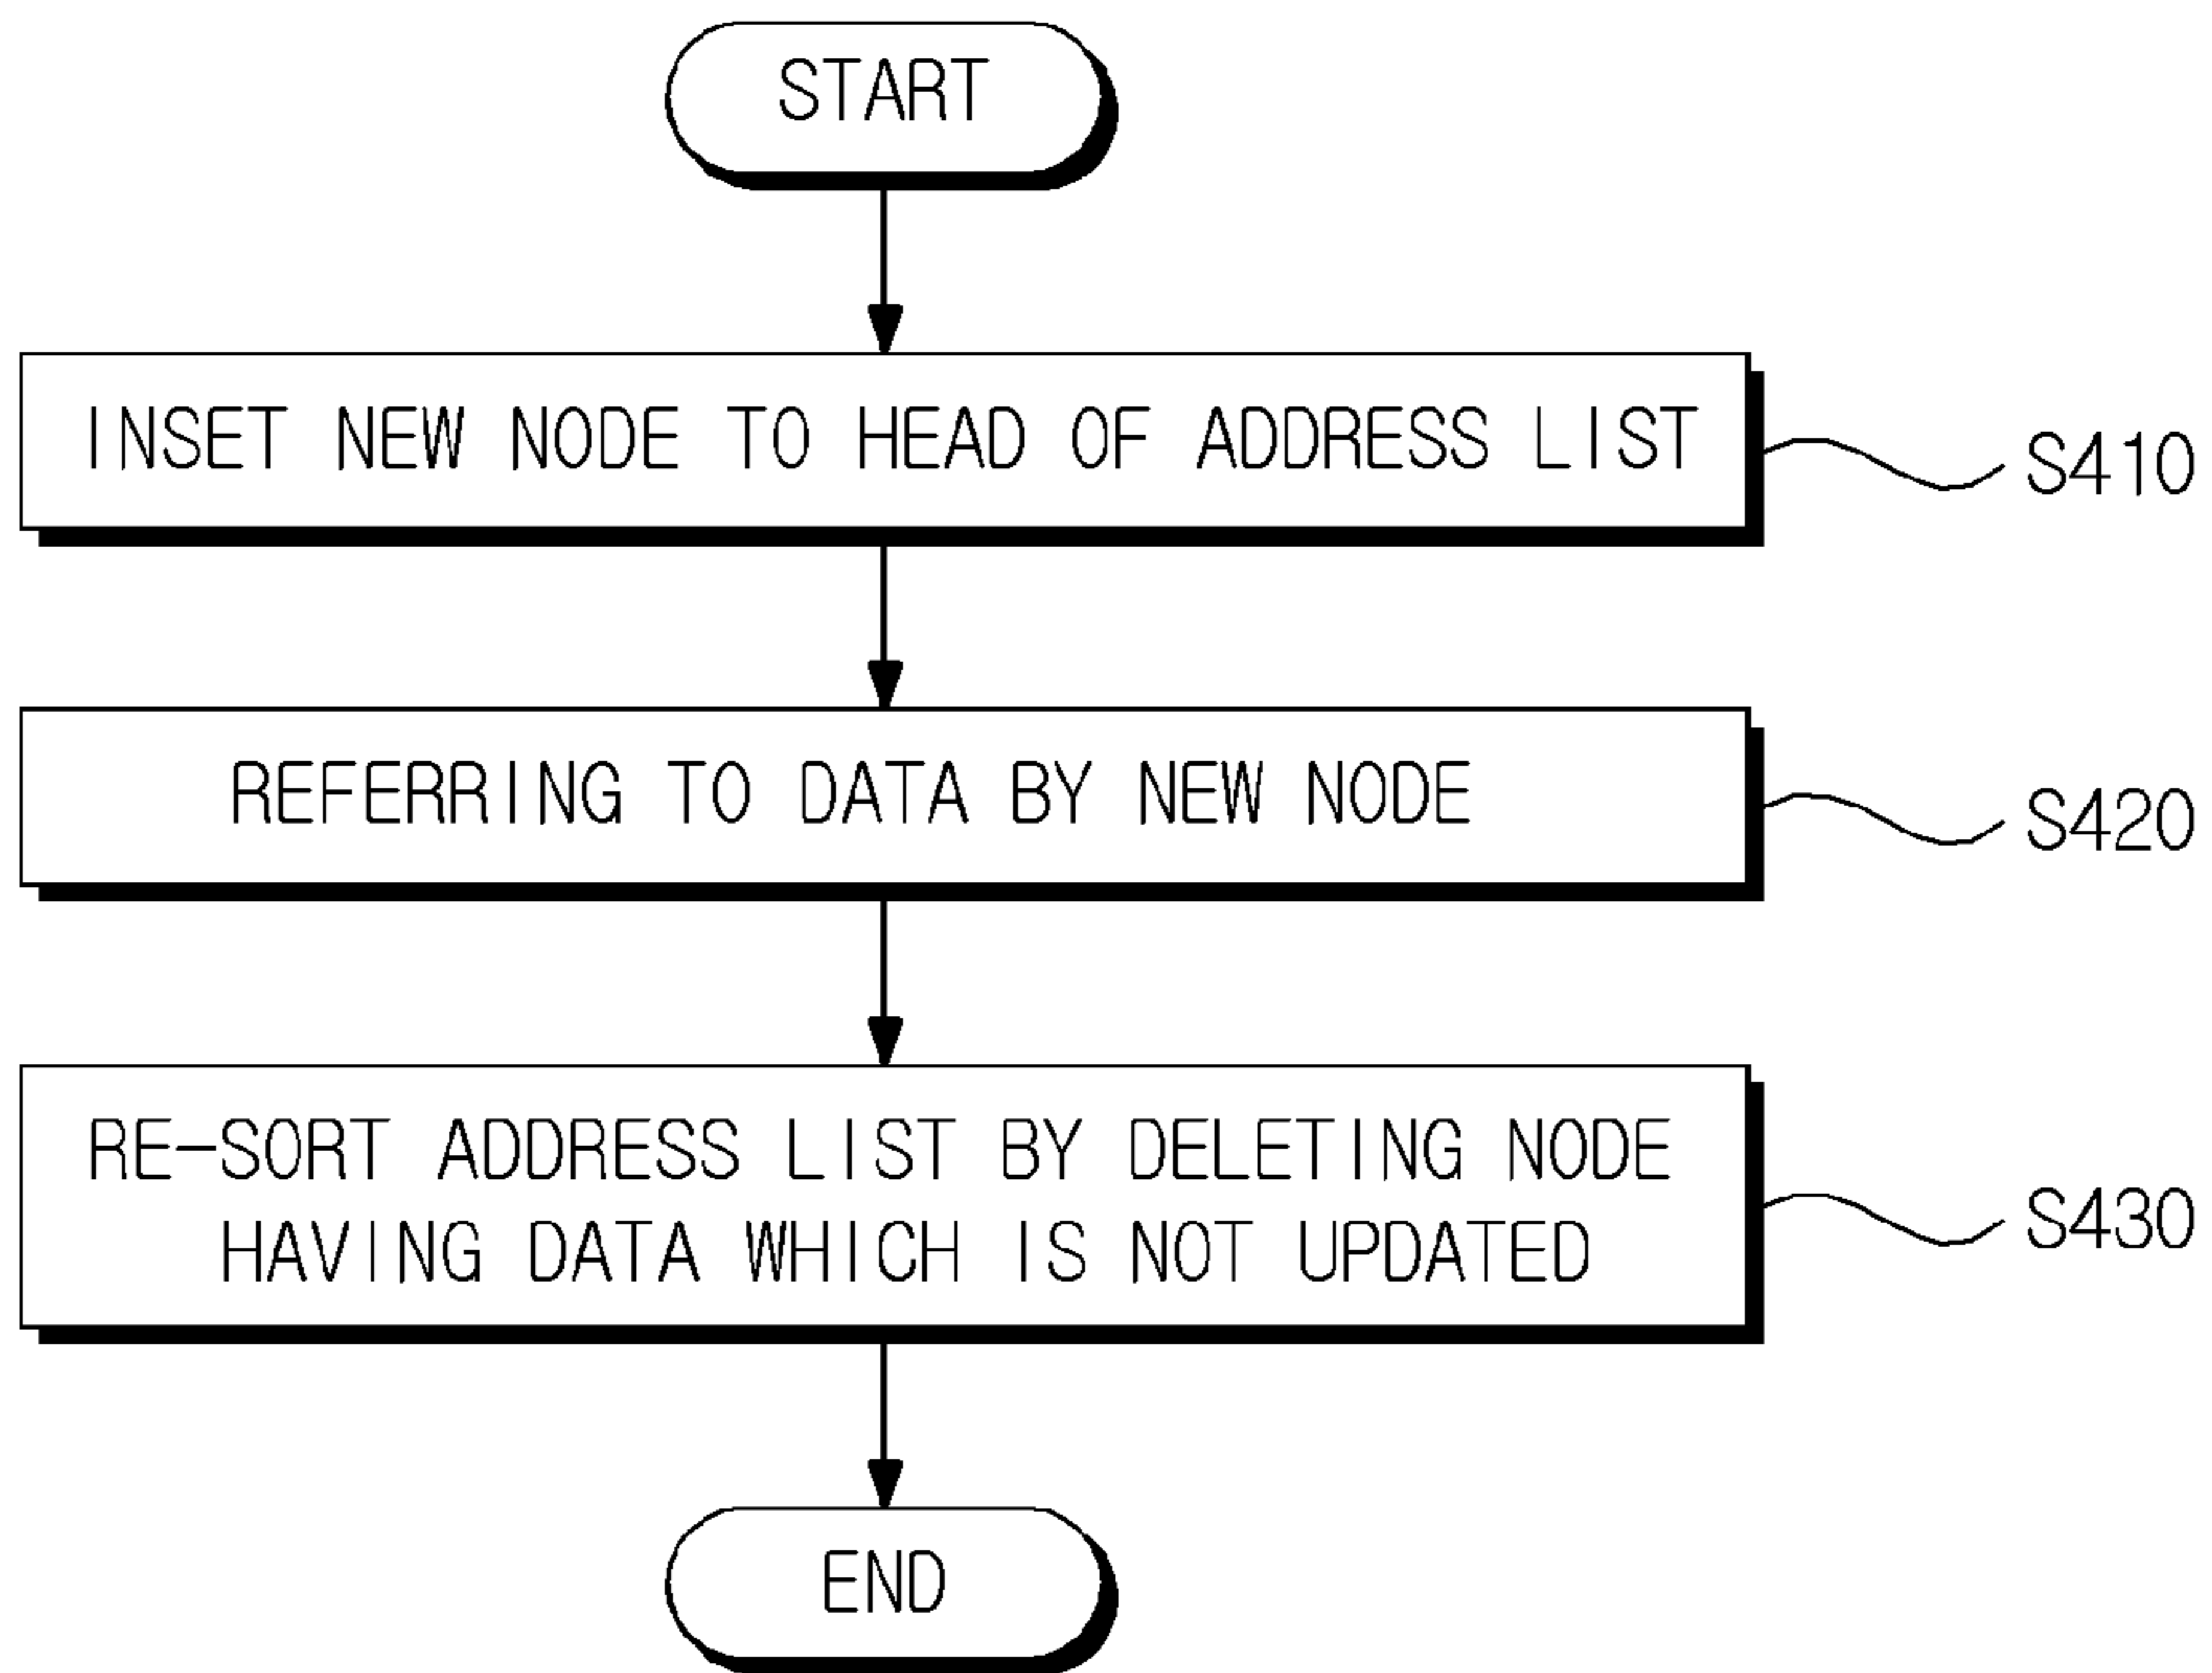 START
INSET NEW NODE TO HEAD OF ADDRESS LIST
S410
REFERRING TO DATA BY NEW NODE
S420
RE-SORT ADDRESS LIST BY DELETING NODE
HAVING DATA WHICH IS NOT UPDATED
S430
END